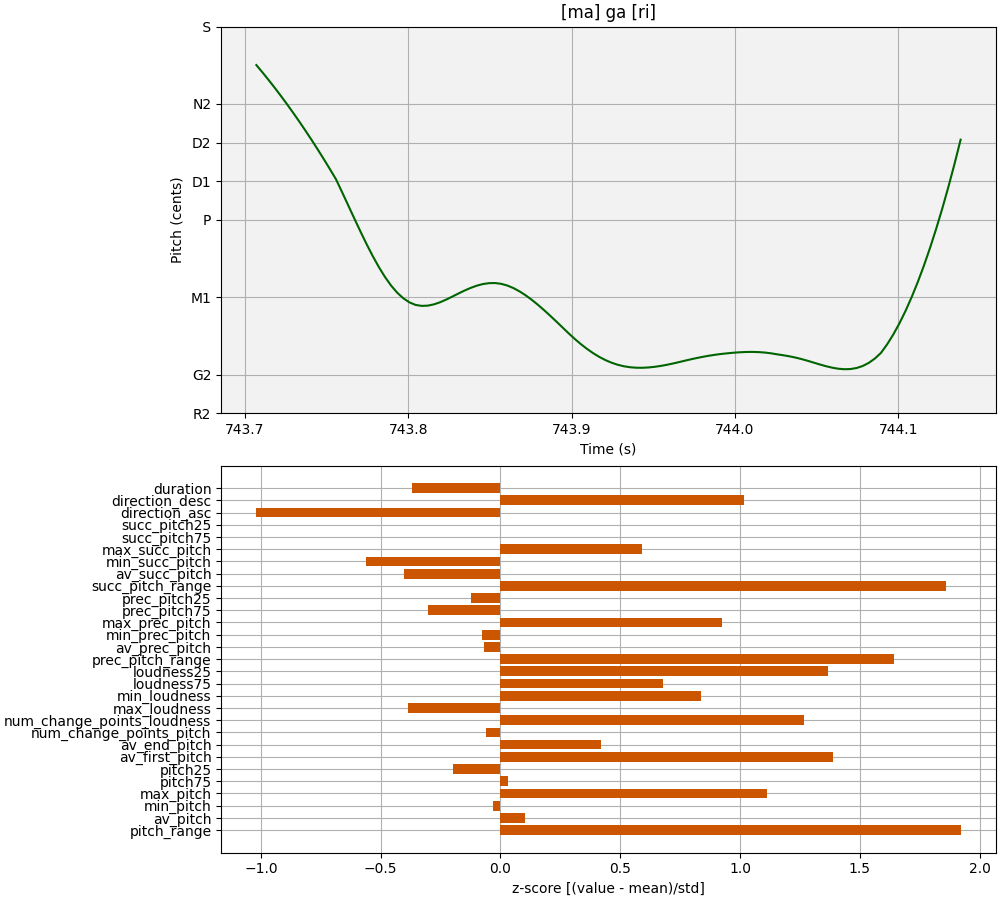 [ma] ga [ri]
S
N2
D2
D1
P
M1
G2
R2
Pitch (cents)
743.7 743.8 743.9 744.0 744.1
Time (s)
duration
direction_desc
direction_asc
succ_pitch25
succ_pitch75
max_succ_pitch
min_succ_pitch
av_succ_pitch
succ_pitch_range
prec_pitch25
prec_pitch75
max_prec_pitch
min_prec_pitch
av_prec_pitch
prec_pitch_range
loudness25
loudness75
min_loudness
max_loudness
num_change_points_loudness
num_change_points_pitch
av_end_pitch
av_first_pitch
pitch25
pitch75
max_pitch
min_pitch
av_pitch
pitch_range
−1.0 −0.5 0.0 0.5 1.0 1.5 2.0
z-score [(value - mean)/std]